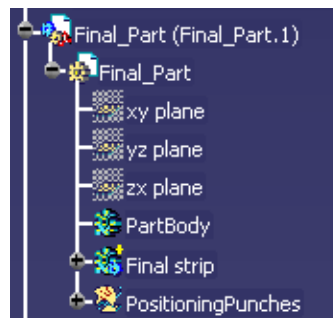 Final_Part (Final_Part.1)
Final_Part
xy plane
yz plane
zx plane
PartBody
Final strip
PositioningPunches